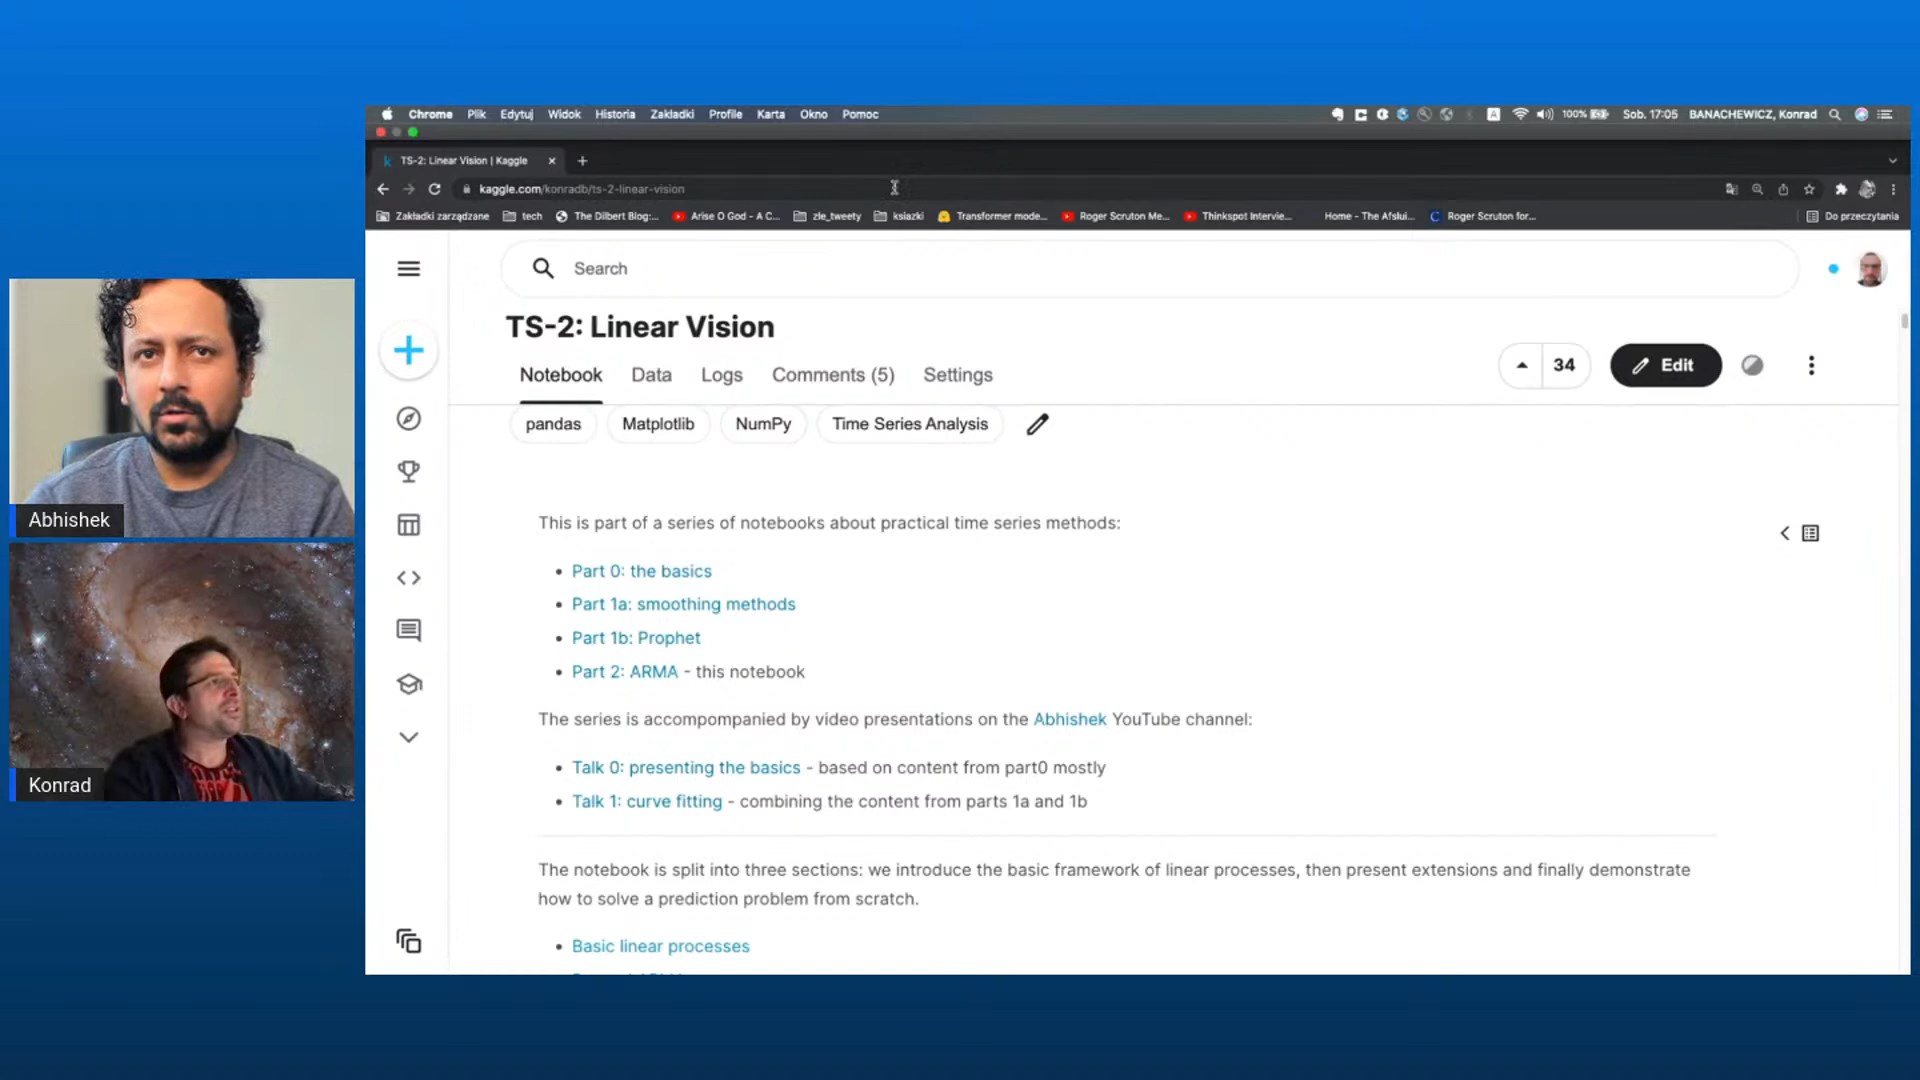 Chrome Plik Edytuj Widok Historia Zakładki Profile Karta Okno Pomoc 100% Sob. 17:05 BANACHEWICZ, Konrad
TS-2: Linear Vision | Kaggle
kaggle.com/konradb/ts-2-linear-vision
Zakładki zarządzane tech The Dilbert Blog:... Arise O God - A C... zle_tweety ksiazki Transformer mode... Roger Scruton Me... Thinkspot Intervie... Home - The Afslui... Roger Scruton for... Do przeczytania
Search
TS-2: Linear Vision
Notebook Data Logs Comments (5) Settings
34 Edit
pandas Matplotlib NumPy Time Series Analysis
This is part of a series of notebooks about practical time series methods:
• Part 0: the basics
• Part 1a: smoothing methods
• Part 1b: Prophet
• Part 2: ARMA - this notebook
The series is accompompanied by video presentations on the Abhishek YouTube channel:
• Talk 0: presenting the basics - based on content from part0 mostly
• Talk 1: curve fitting - combining the content from parts 1a and 1b
The notebook is split into three sections: we introduce the basic framework of linear processes, then present extensions and finally demonstrate
how to solve a prediction problem from scratch.
• Basic linear processes
Abhishek
Konrad